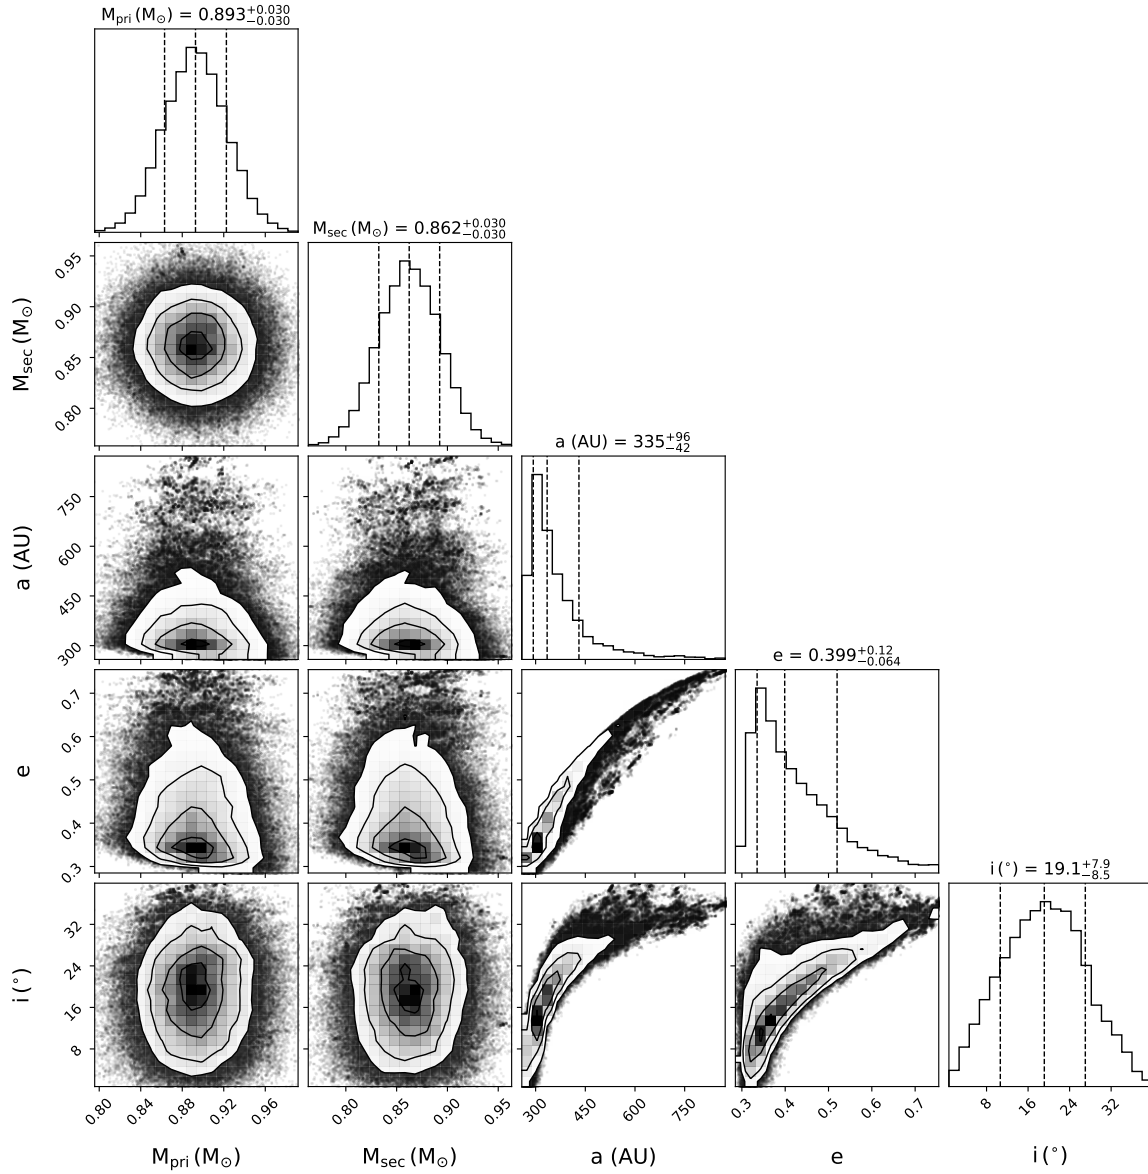 M_pri (M_⊙) = 0.893^{+0.030}_{−0.030}
M_sec (M_⊙) = 0.862^{+0.030}_{−0.030}
0.95
0.90
0.85
0.80
M_sec (M_⊙)
a (AU) = 335^{+96}_{−42}
750
600
450
300
a (AU)
e = 0.399^{+0.12}_{−0.064}
0.7
0.6
0.5
0.4
0.3
e
i (°) = 19.1^{+7.9}_{−8.5}
32
24
16
8
i (°)
0.80 0.84 0.88 0.92 0.96
0.80 0.85 0.90 0.95
300 450 600 750
0.3 0.4 0.5 0.6 0.7
8 16 24 32
M_pri (M_⊙) M_sec (M_⊙) a (AU) e i (°)